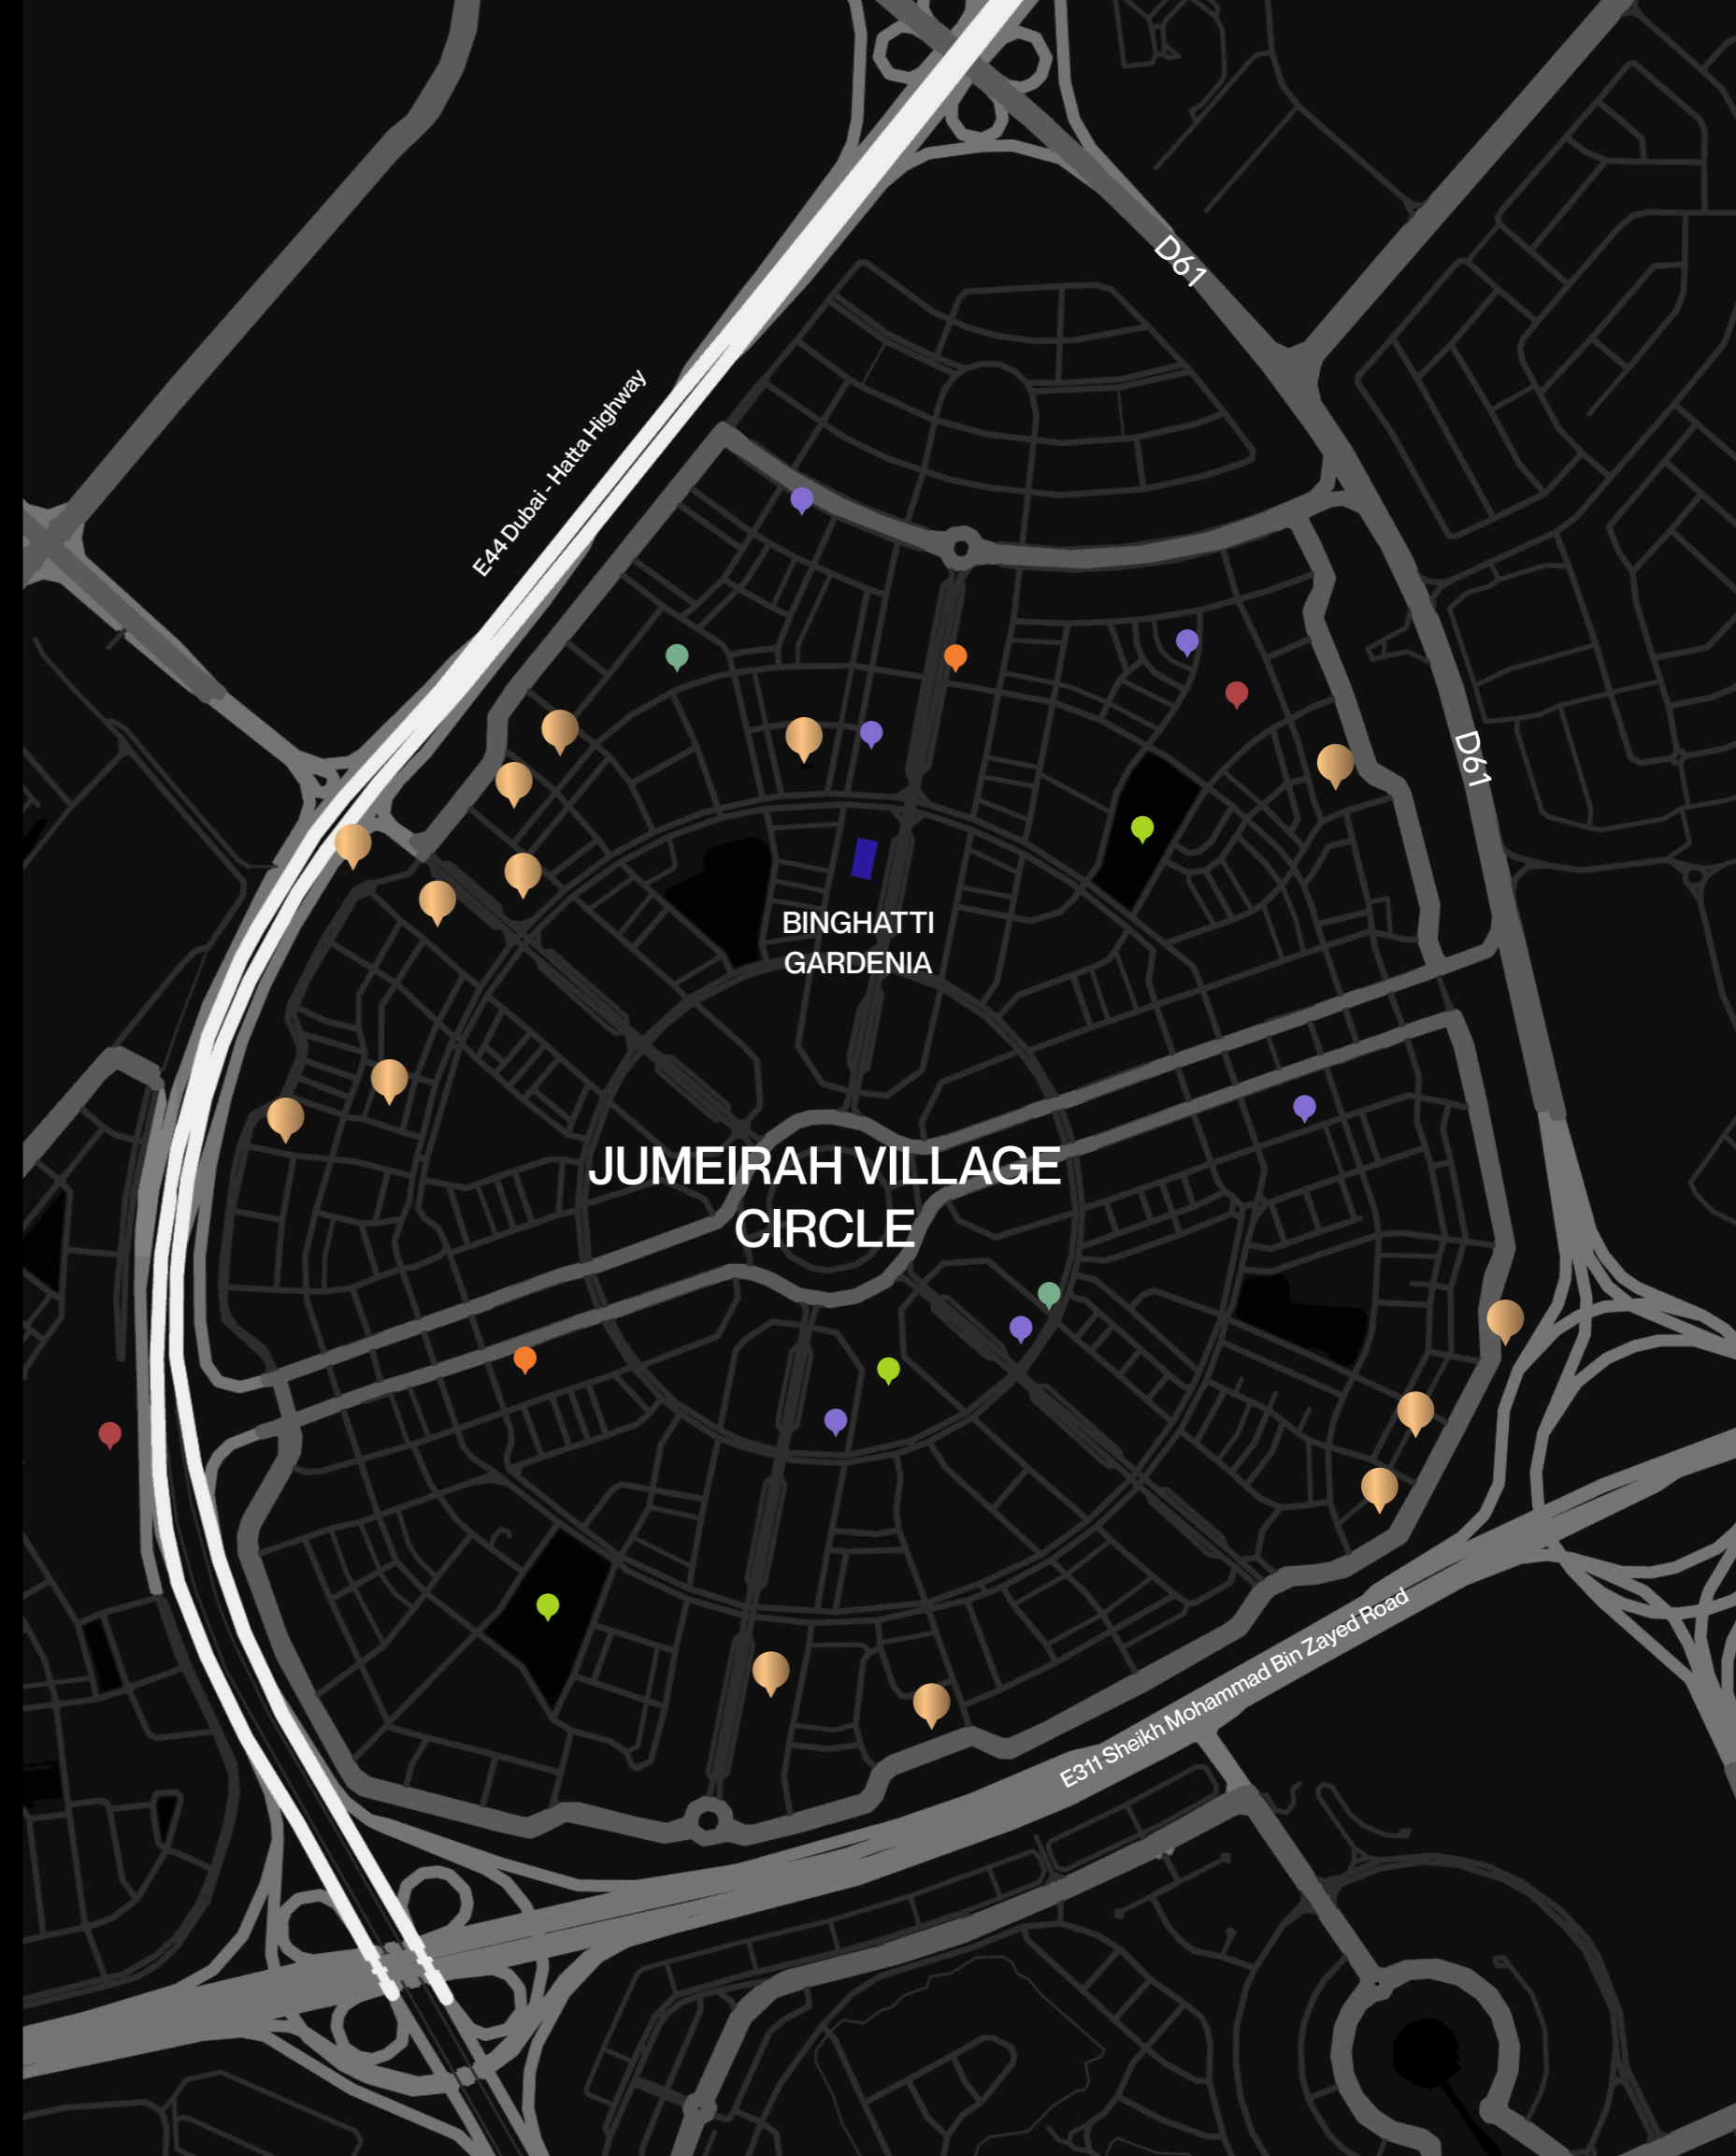 D61
E44 Dubai - Hatta Highway
D61
BINGHATTI
GARDENIA
JUMEIRAH VILLAGE
CIRCLE
E311 Sheikh Mohammad Bin Zayed Road